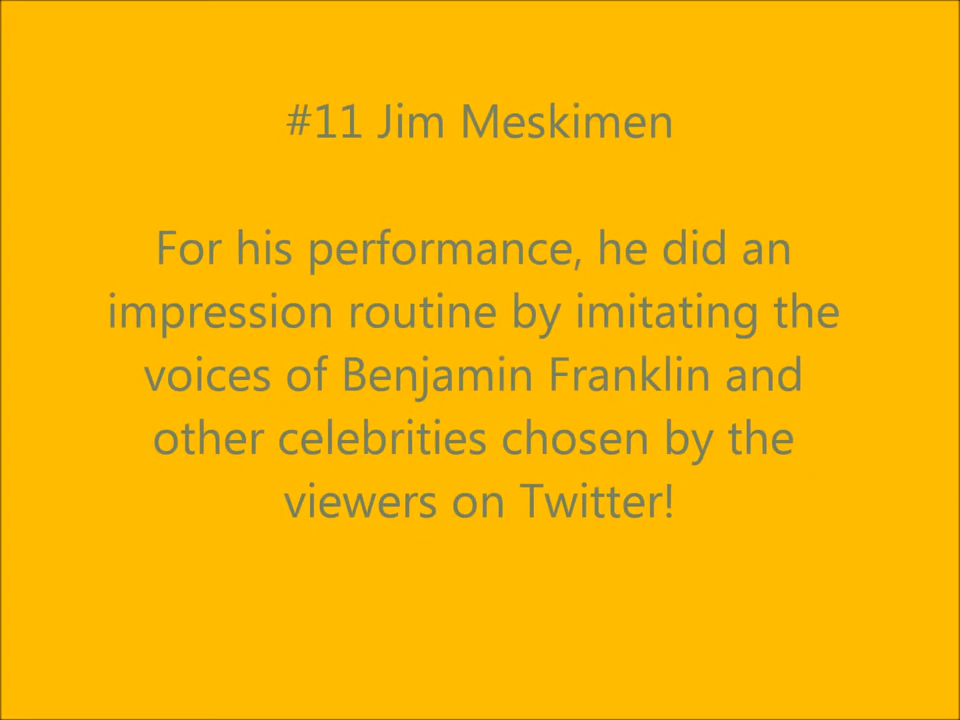 #11 Jim Meskimen
For his performance, he did an
impression routine by imitating the
voices of Benjamin Franklin and
other celebrities chosen by the
viewers on Twitter!